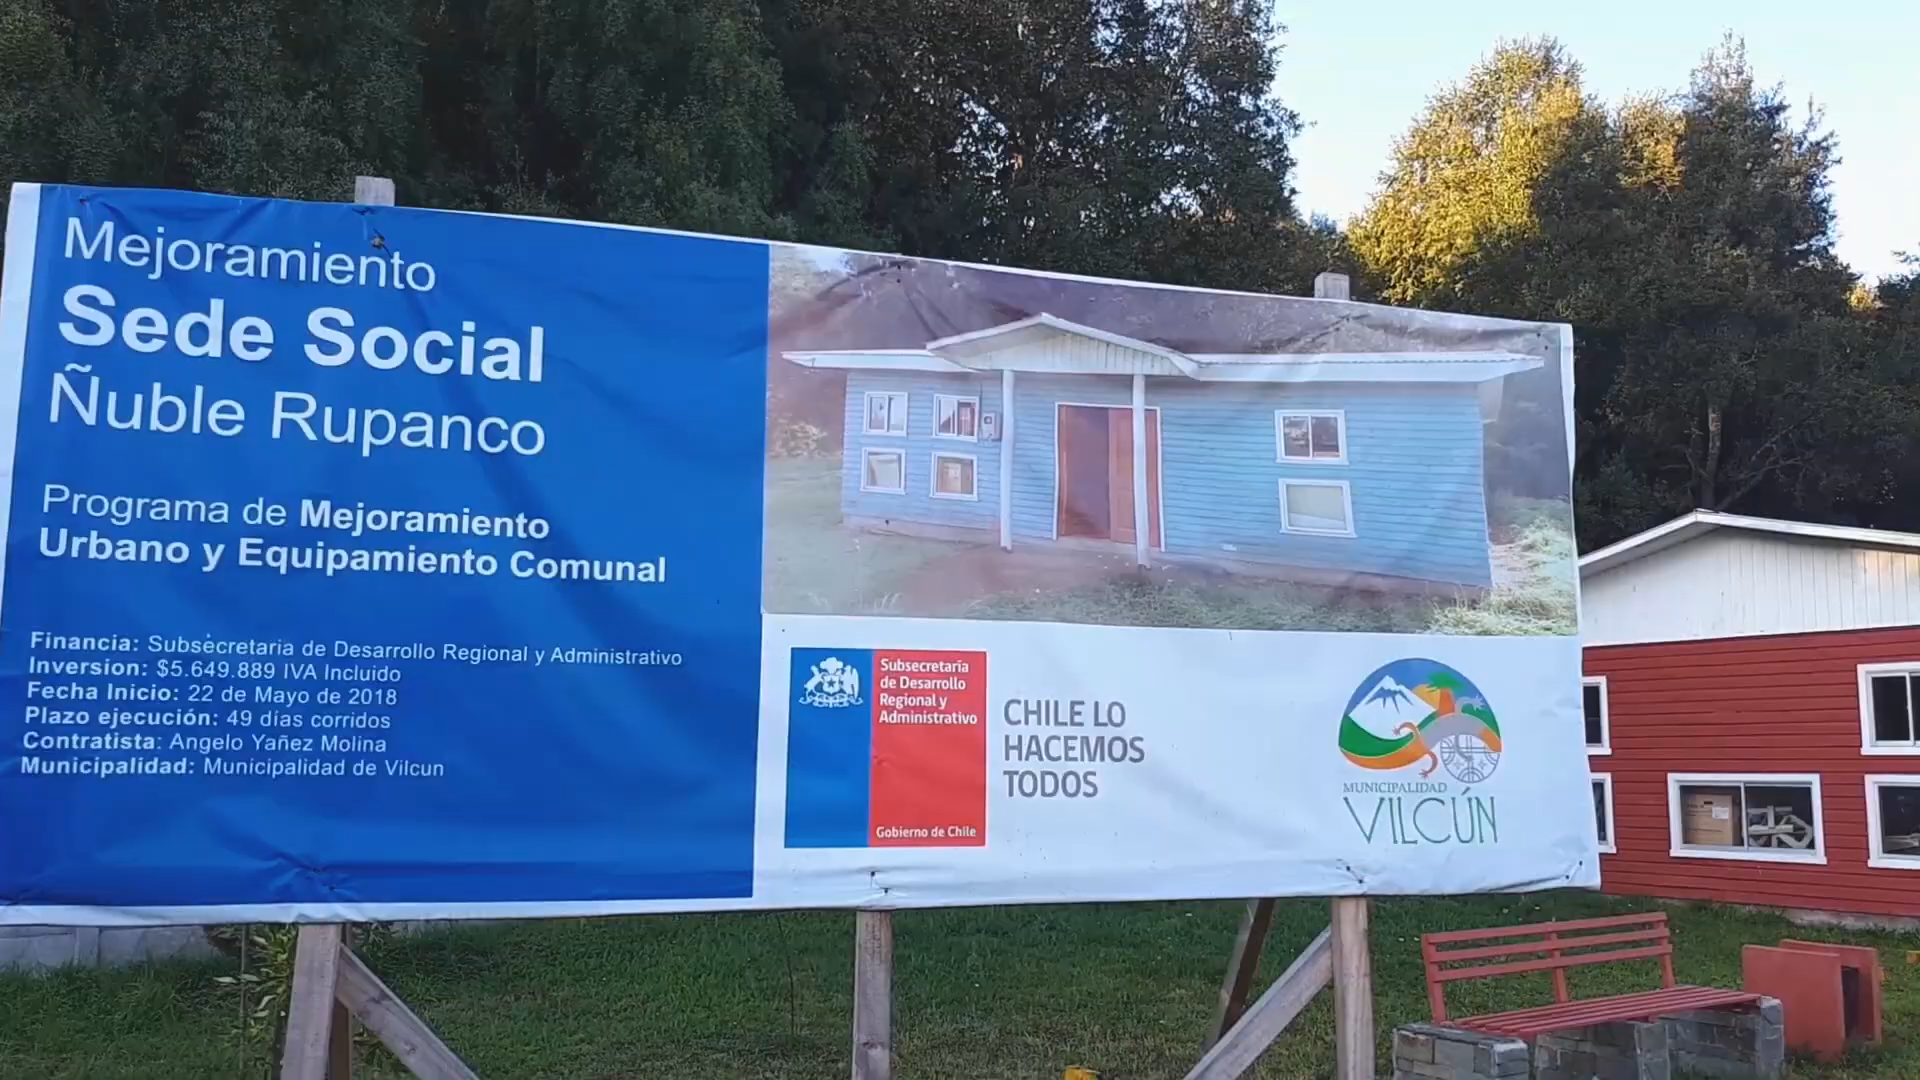 Mejoramiento
Sede Social
Ñuble Rupanco
Programa de Mejoramiento
Urbano y Equipamiento Comunal
Financia: Subsecretaria de Desarrollo Regional y Administrativo
Inversion: $5.649.889 IVA Incluido
Fecha Inicio: 22 de Mayo de 2018
Plazo ejecución: 49 días corridos
Contratista: Angelo Yañez Molina
Municipalidad: Municipalidad de Vilcun
Subsecretaría
de Desarrollo
Regional y
Administrativo
Gobierno de Chile
CHILE LO
HACEMOS
TODOS
MUNICIPALIDAD
VILCÚN